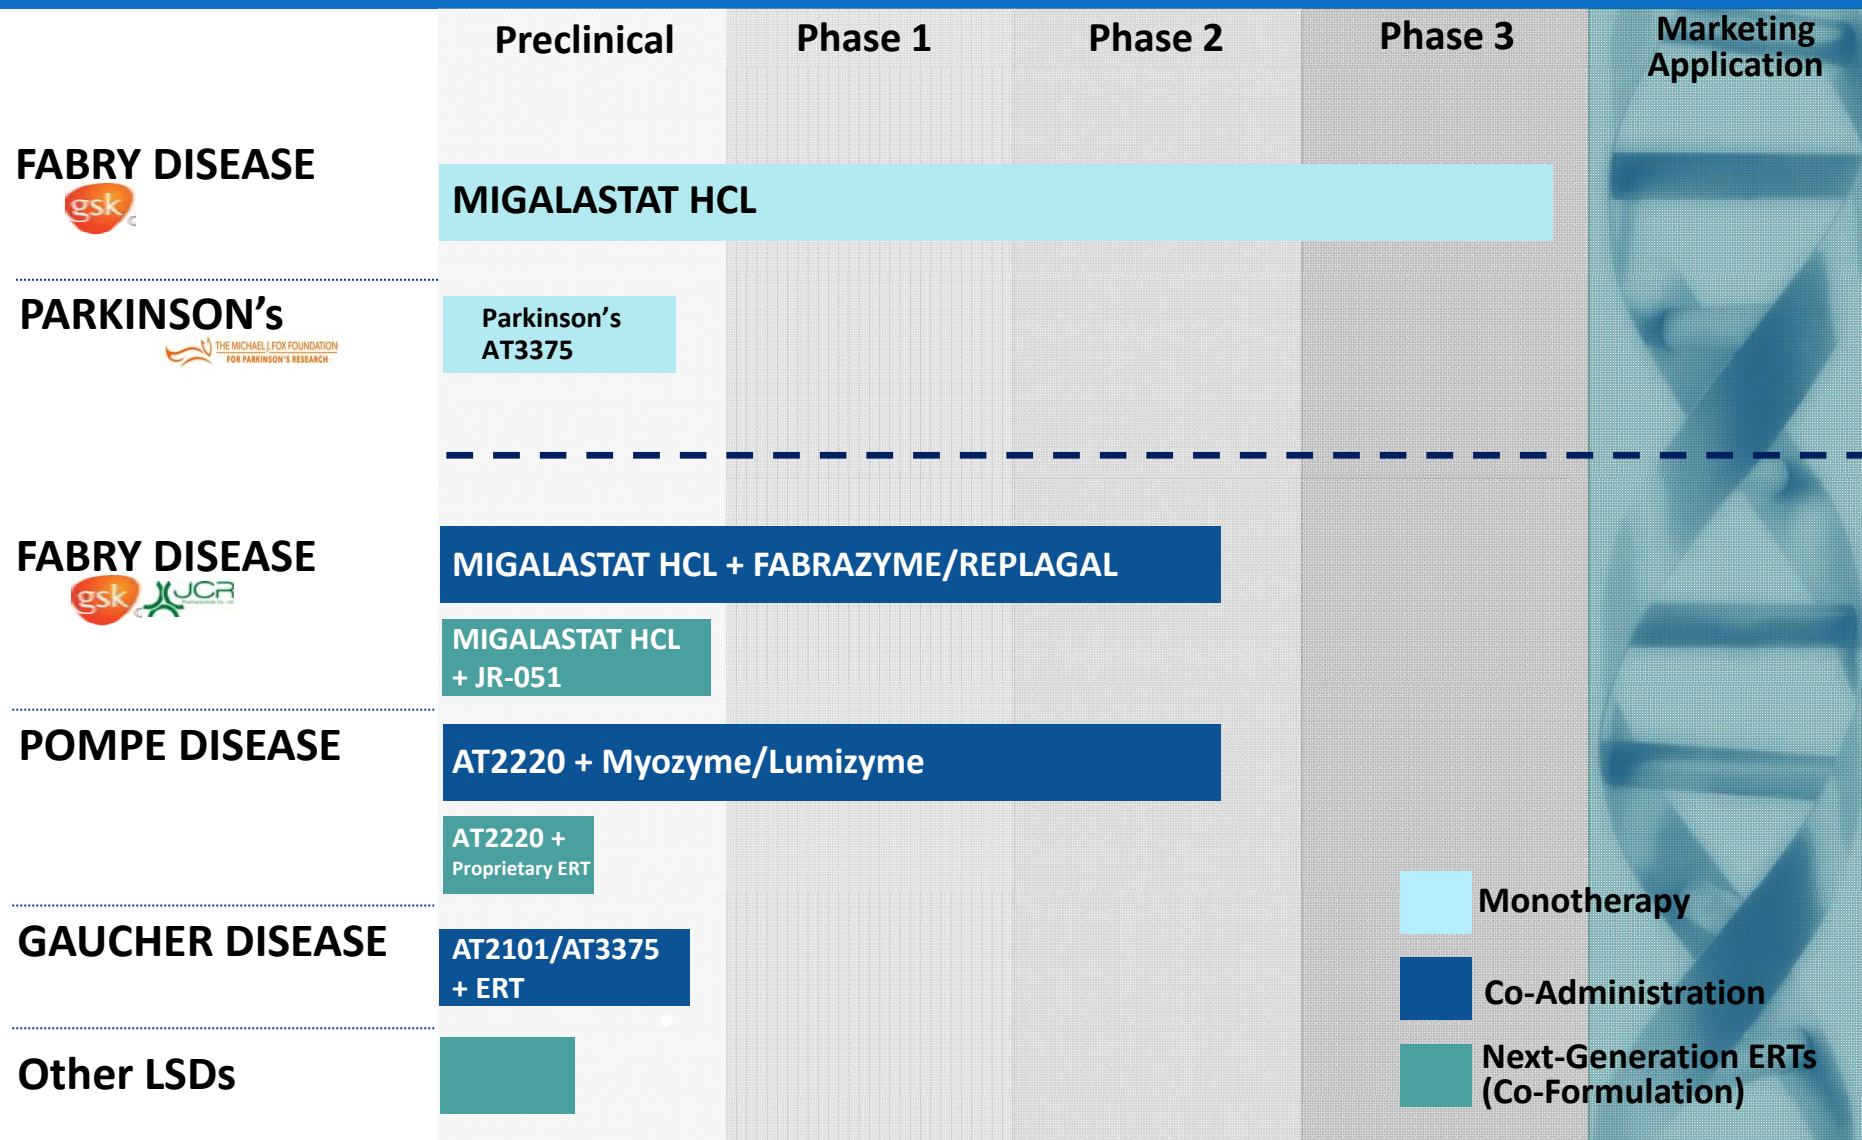 Preclinical
Phase 1
Phase 2
Phase 3
Marketing
Application
FABRY DISEASE
gsk
MIGALASTAT HCL
PARKINSON’s
THE MICHAEL J. FOX FOUNDATION
FOR PARKINSON'S RESEARCH
Parkinson’s
AT3375
FABRY DISEASE
gsk
JCR
MIGALASTAT HCL + FABRAZYME/REPLAGAL
MIGALASTAT HCL
+ JR-051
POMPE DISEASE
AT2220 + Myozyme/Lumizyme
AT2220 +
Proprietary ERT
GAUCHER DISEASE
AT2101/AT3375
+ ERT
Other LSDs
Monotherapy
Co-Administration
Next-Generation ERTs
(Co-Formulation)